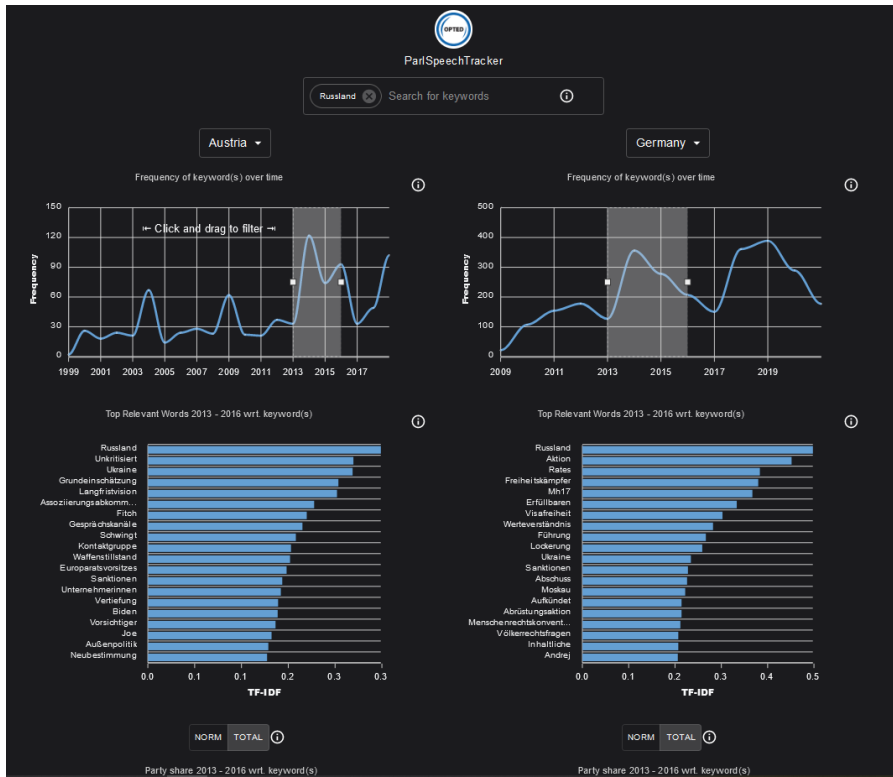 OPTED
ParlSpeechTracker
Russland Search for keywords
Austria
Frequency of keyword(s) over time
Frequency
150
120
90
60
30
0
⇤ Click and drag to filter ⇥
1999 2001 2003 2005 2007 2009 2011 2013 2015 2017
Top Relevant Words 2013 - 2016 wrt. keyword(s)
Russland
Unkritisiert
Ukraine
Grundeinschätzung
Langfristvision
Assoziierungsabkomm...
Fitch
Gesprächskanäle
Schwingt
Kontaktgruppe
Waffenstillstand
Europaratsvorsitzes
Sanktionen
Unternehmerinnen
Vertiefung
Biden
Vorsichtiger
Joe
Außenpolitik
Neubestimmung
0.0 0.1 0.1 0.2 0.3 0.3
TF-IDF
NORM TOTAL
Party share 2013 - 2016 wrt. keyword(s)
Germany
Frequency of keyword(s) over time
Frequency
500
400
300
200
100
0
2009 2011 2013 2015 2017 2019
Top Relevant Words 2013 - 2016 wrt. keyword(s)
Russland
Aktion
Rates
Freiheitskämpfer
Mh17
Erfüllbaren
Visafreiheit
Werteverständnis
Führung
Lockerung
Ukraine
Sanktionen
Abschuss
Moskau
Aufkündet
Abrüstungsaktion
Menschenrechtskonvent...
Völkerrechtsfragen
Inhaltliche
Andrej
0.0 0.1 0.2 0.3 0.4 0.5
TF-IDF
NORM TOTAL
Party share 2013 - 2016 wrt. keyword(s)